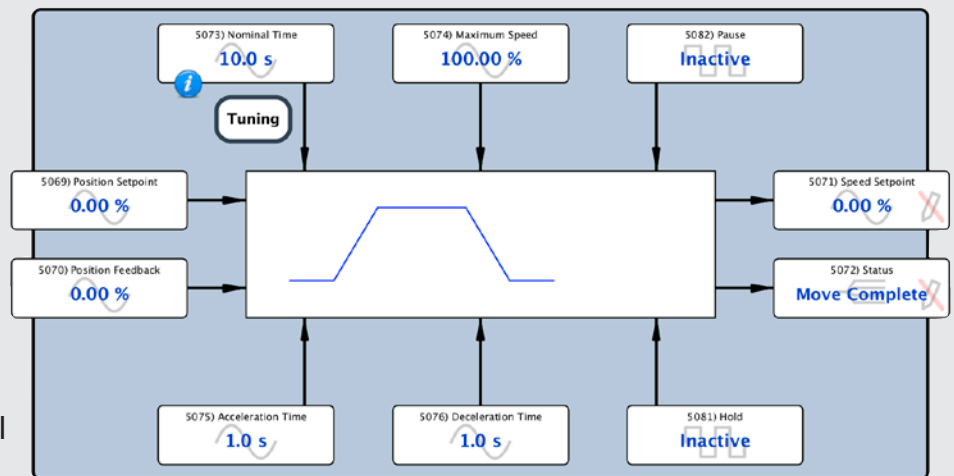 5073) Nominal Time
10.0 s
i
5074) Maximum Speed
100.00 %
5082) Pause
Inactive
Tuning
5069) Position Setpoint
0.00 %
5071) Speed Setpoint
0.00 %
5070) Position Feedback
0.00 %
5072) Status
Move Complete
5075) Acceleration Time
1.0 s
5076) Deceleration Time
1.0 s
5081) Hold
Inactive
l